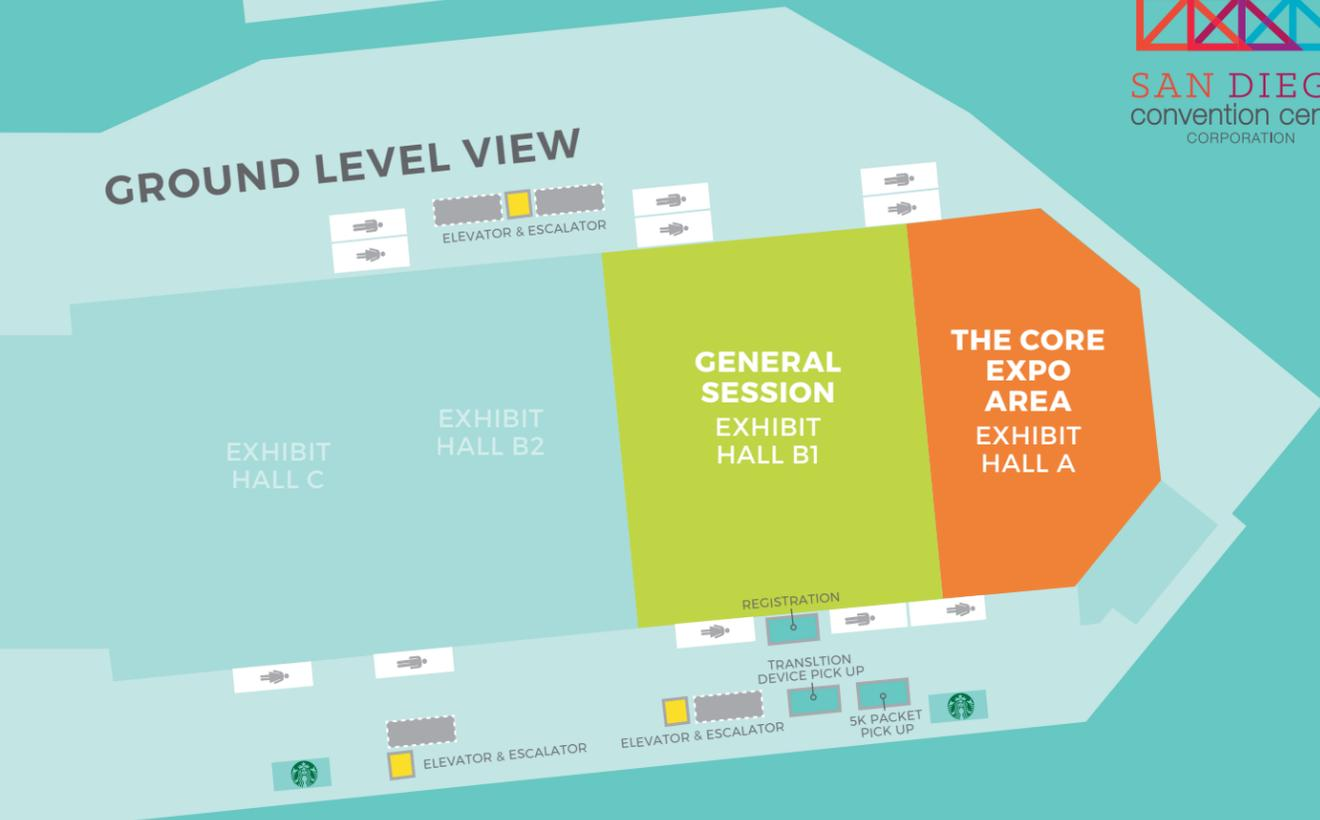 SAN DIEG
convention cen
CORPORATION
GROUND LEVEL VIEW
ELEVATOR & ESCALATOR
GENERAL
SESSION
EXHIBIT
HALL B1
THE CORE
EXPO
AREA
EXHIBIT
HALL A
EXHIBIT
HALL B2
EXHIBIT
HALL C
REGISTRATION
TRANSLTION
DEVICE PICK UP
5K PACKET
PICK UP
ELEVATOR & ESCALATOR
ELEVATOR & ESCALATOR